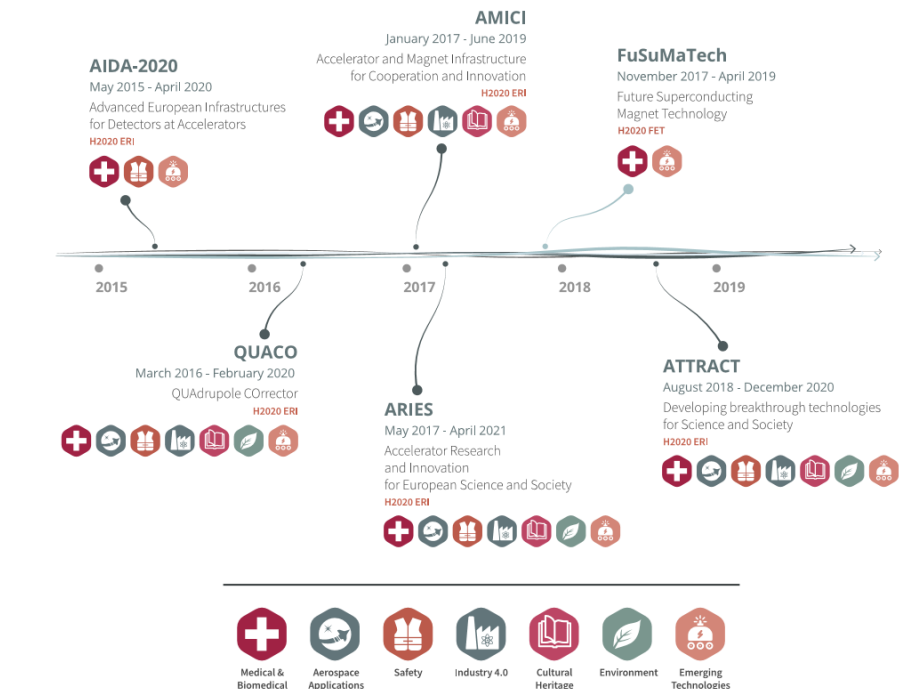 AMICI
January 2017 - June 2019
Accelerator and Magnet Infrastructure
for Cooperation and Innovation
H2020 ERI
AIDA-2020
May 2015 - April 2020
Advanced European Infrastructures
for Detectors at Accelerators
H2020 ERI
FuSuMaTech
November 2017 - April 2019
Future Superconducting
Magnet Technology
H2020 FET
2015
2016
2017
2018
2019
QUACO
March 2016 - February 2020
QUAdrupole COrrector
H2020 ERI
ARIES
May 2017 - April 2021
Accelerator Research
and Innovation
for European Science and Society
H2020 ERI
ATTRACT
August 2018 - December 2020
Developing breakthrough technologies
for Science and Society
H2020 ERI
Medical &
Biomedical
Aerospace
Applications
Safety
Industry 4.0
Cultural
Heritage
Environment
Emerging
Technologies